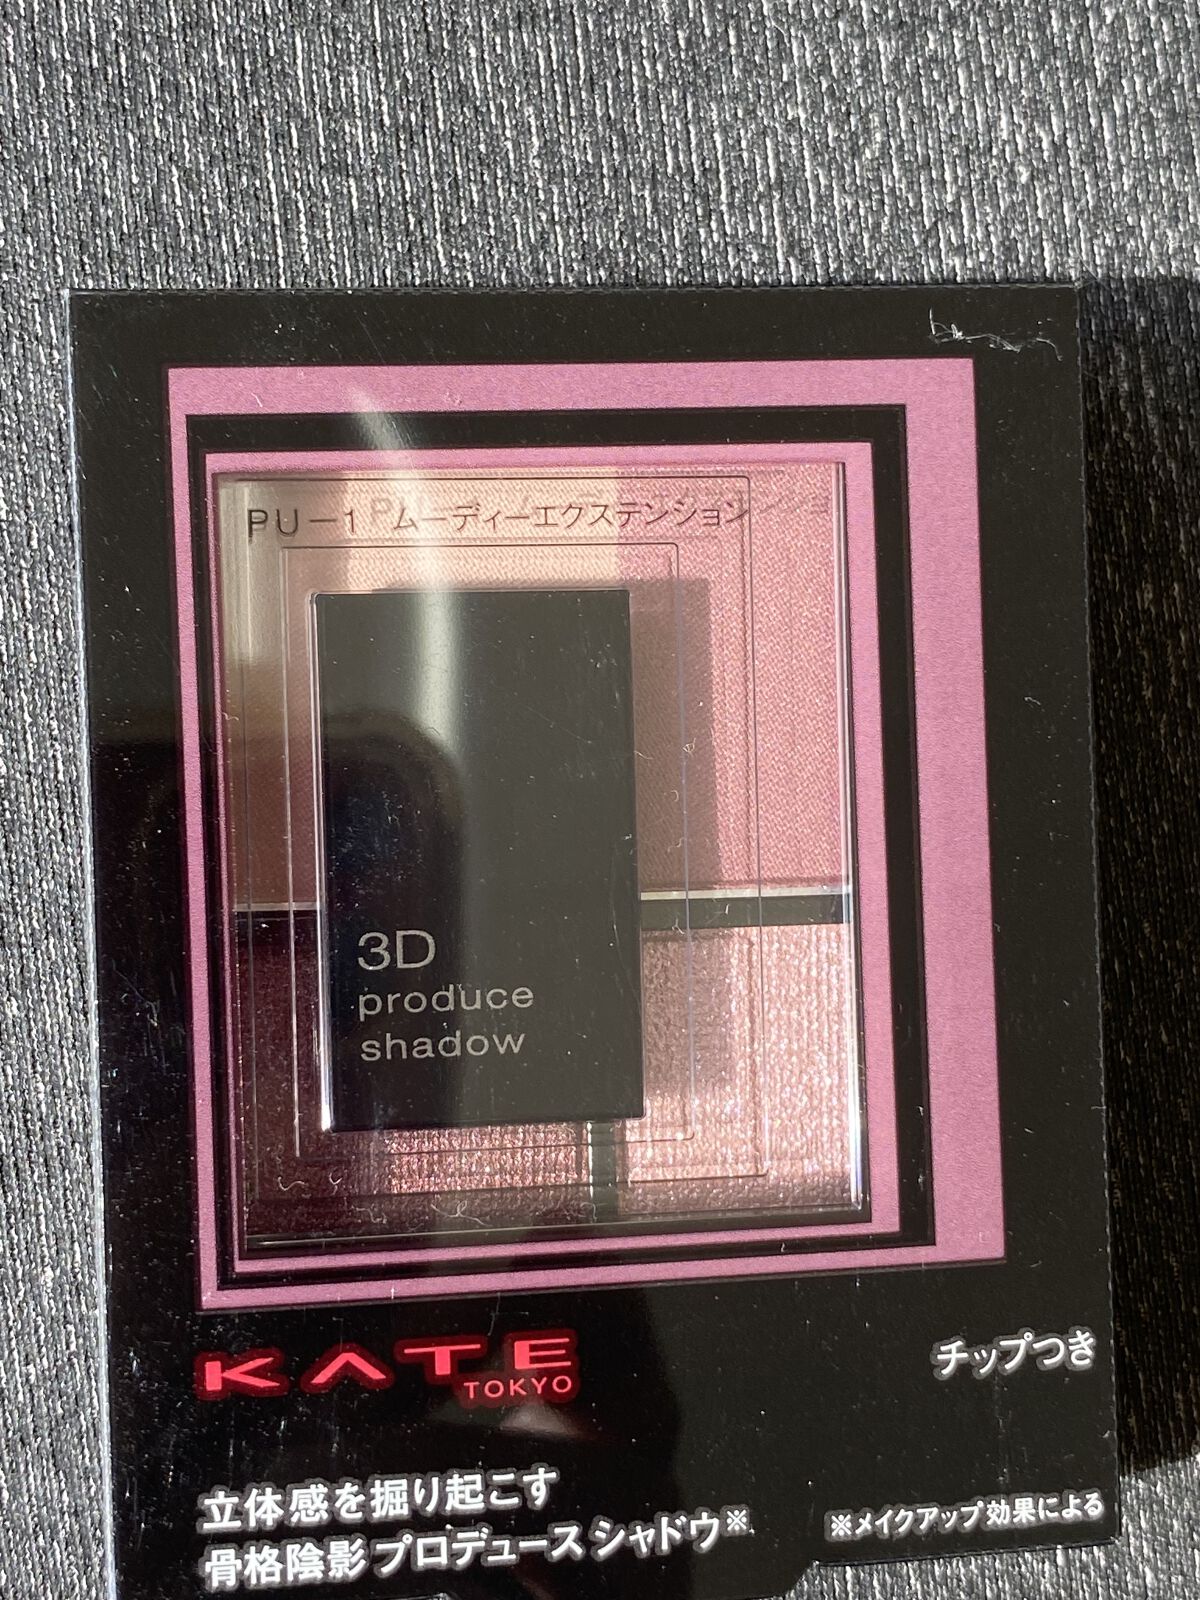 PU－1 ムーディーエクステンション
3D
produce
shadow
KATE
TOKYO
チップつき
立体感を掘り起こす
骨格陰影プロデュースシャドウ※
※メイクアップ効果による